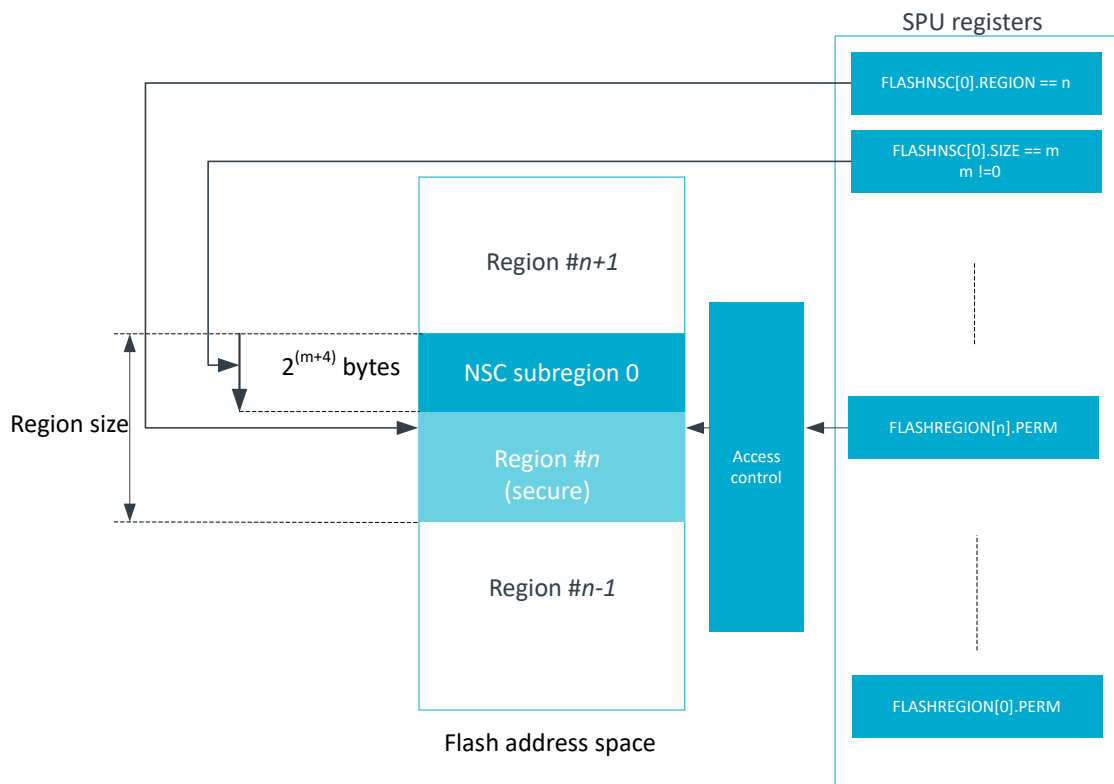 SPU registers
FLASHNSC[0].REGION == n
FLASHNSC[0].SIZE == m
m !=0
Region #n+1
2^(m+4) bytes
NSC subregion 0
Region size
FLASHREGION[n].PERM
Access
control
Region #n
(secure)
Region #n-1
FLASHREGION[0].PERM
Flash address space